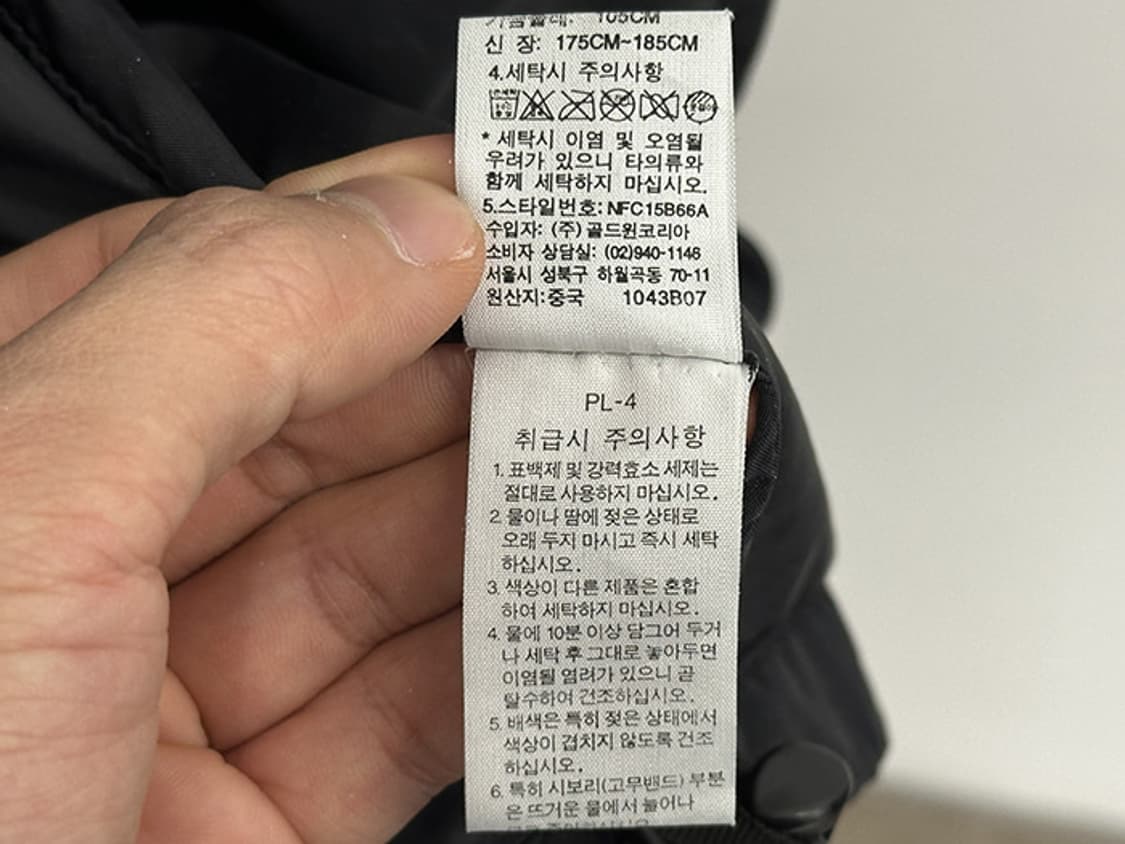 가슴둘레: 105CM
신 장: 175CM~185CM
4.세탁시 주의사항
* 세탁시 이염 및 오염될
우려가 있으니 타의류와
함께 세탁하지 마십시오.
5.스타일번호: NFC15B66A
수입자: (주)골드윈코리아
소비자 상담실: (02)940-1146
서울시 성북구 하월곡동 70-11
원산지:중국 1043B07
PL-4
취급시 주의사항
1. 표백제 및 강력효소 세제는
절대로 사용하지 마십시오.
2. 물이나 땀에 젖은 상태로
오래 두지 마시고 즉시 세탁
하십시오.
3. 색상이 다른 제품은 혼합
하여 세탁하지 마십시오.
4. 물에 10분 이상 담그어 두거
나 세탁 후 그대로 놓아두면
이염될 염려가 있으니 곧
탈수하여 건조하십시오.
5. 배색은 특히 젖은 상태에서
색상이 겹치지 않도록 건조
하십시오.
6. 특히 시보리(고무밴드) 부분
은 뜨거운 물에서 늘어나